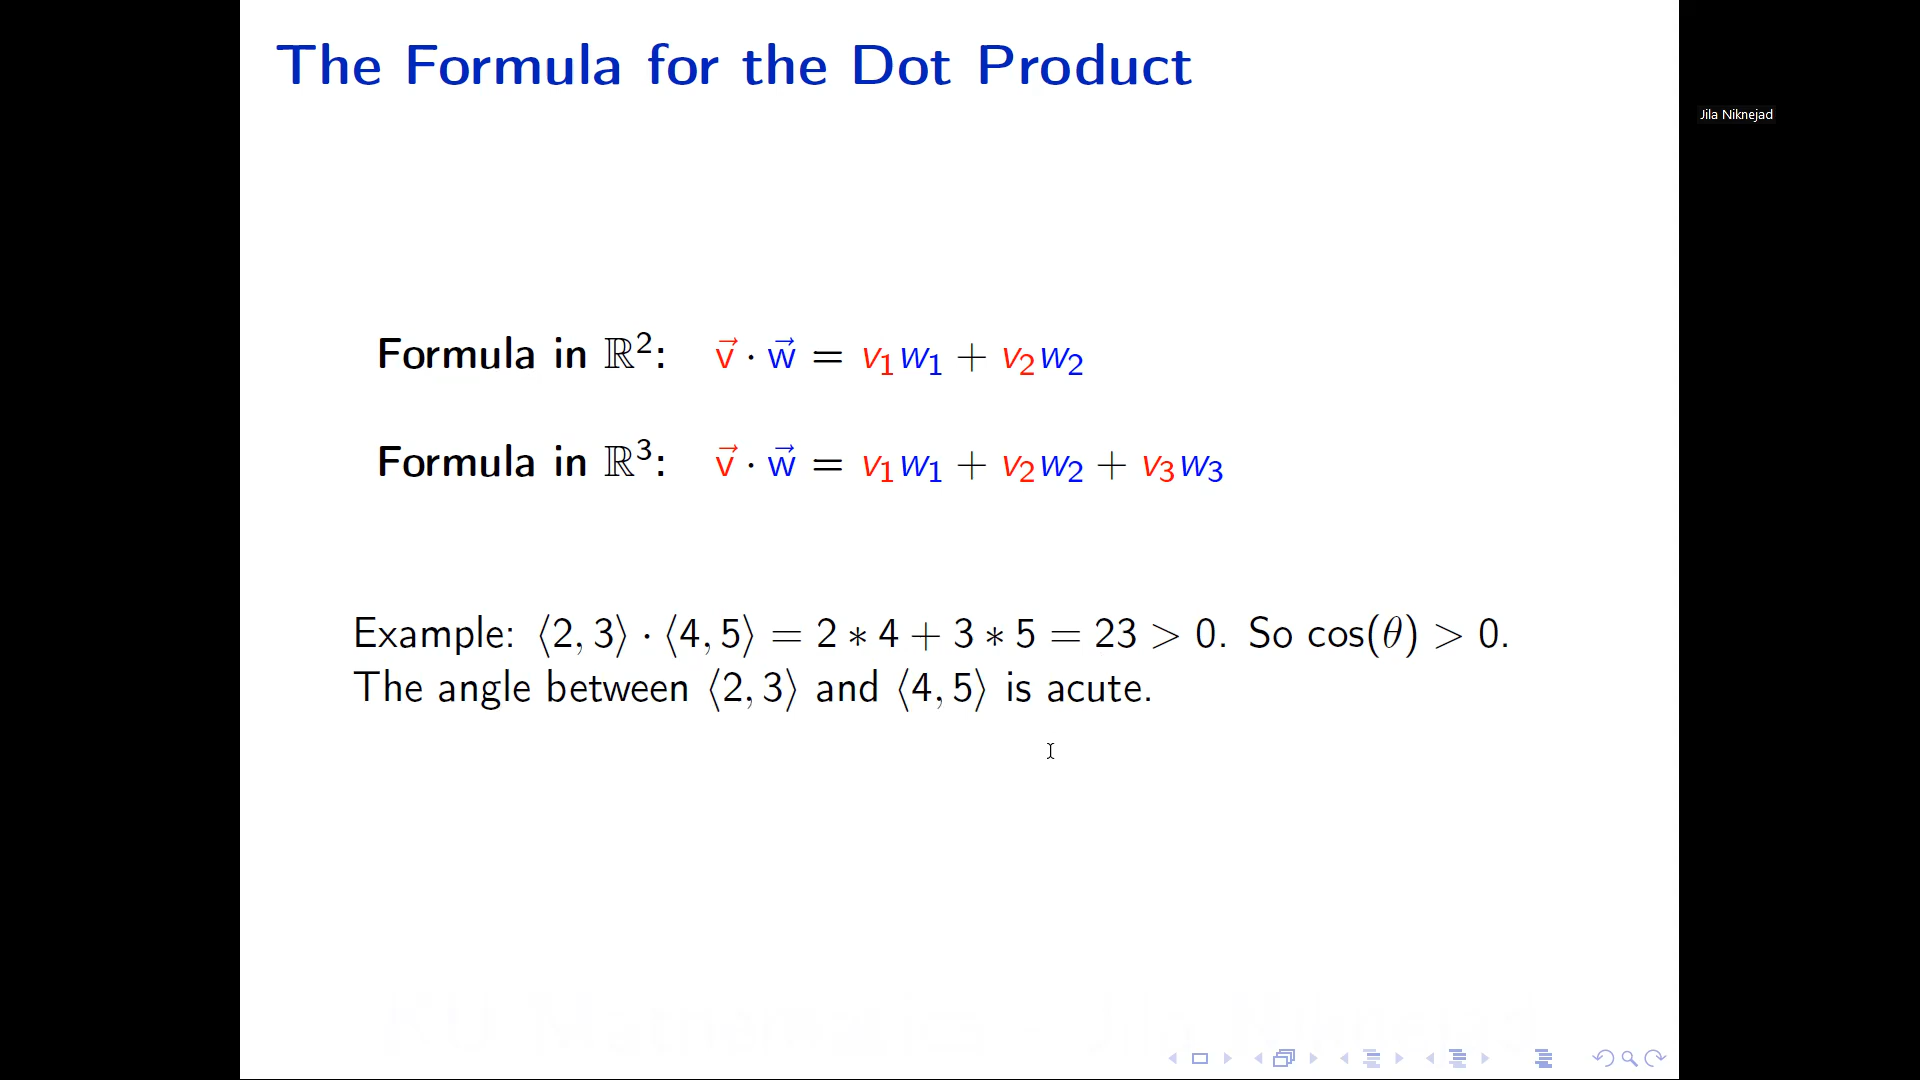 The Formula for the Dot Product
Jila Niknejad
Formula in ℝ²: v⃗ · w⃗ = v₁w₁ + v₂w₂
Formula in ℝ³: v⃗ · w⃗ = v₁w₁ + v₂w₂ + v₃w₃
Example: ⟨2, 3⟩ · ⟨4, 5⟩ = 2 ∗ 4 + 3 ∗ 5 = 23 > 0. So cos(θ) > 0.
The angle between ⟨2, 3⟩ and ⟨4, 5⟩ is acute.